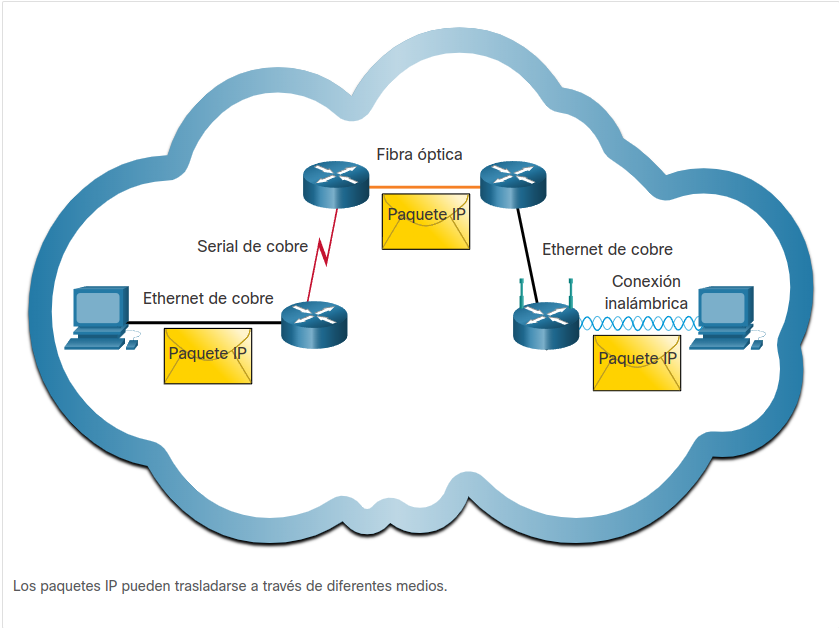 Fibra óptica
Paquete IP
Serial de cobre
Ethernet de cobre
Conexión
inalámbrica
Ethernet de cobre
Paquete IP
Paquete IP
Los paquetes IP pueden trasladarse a través de diferentes medios.